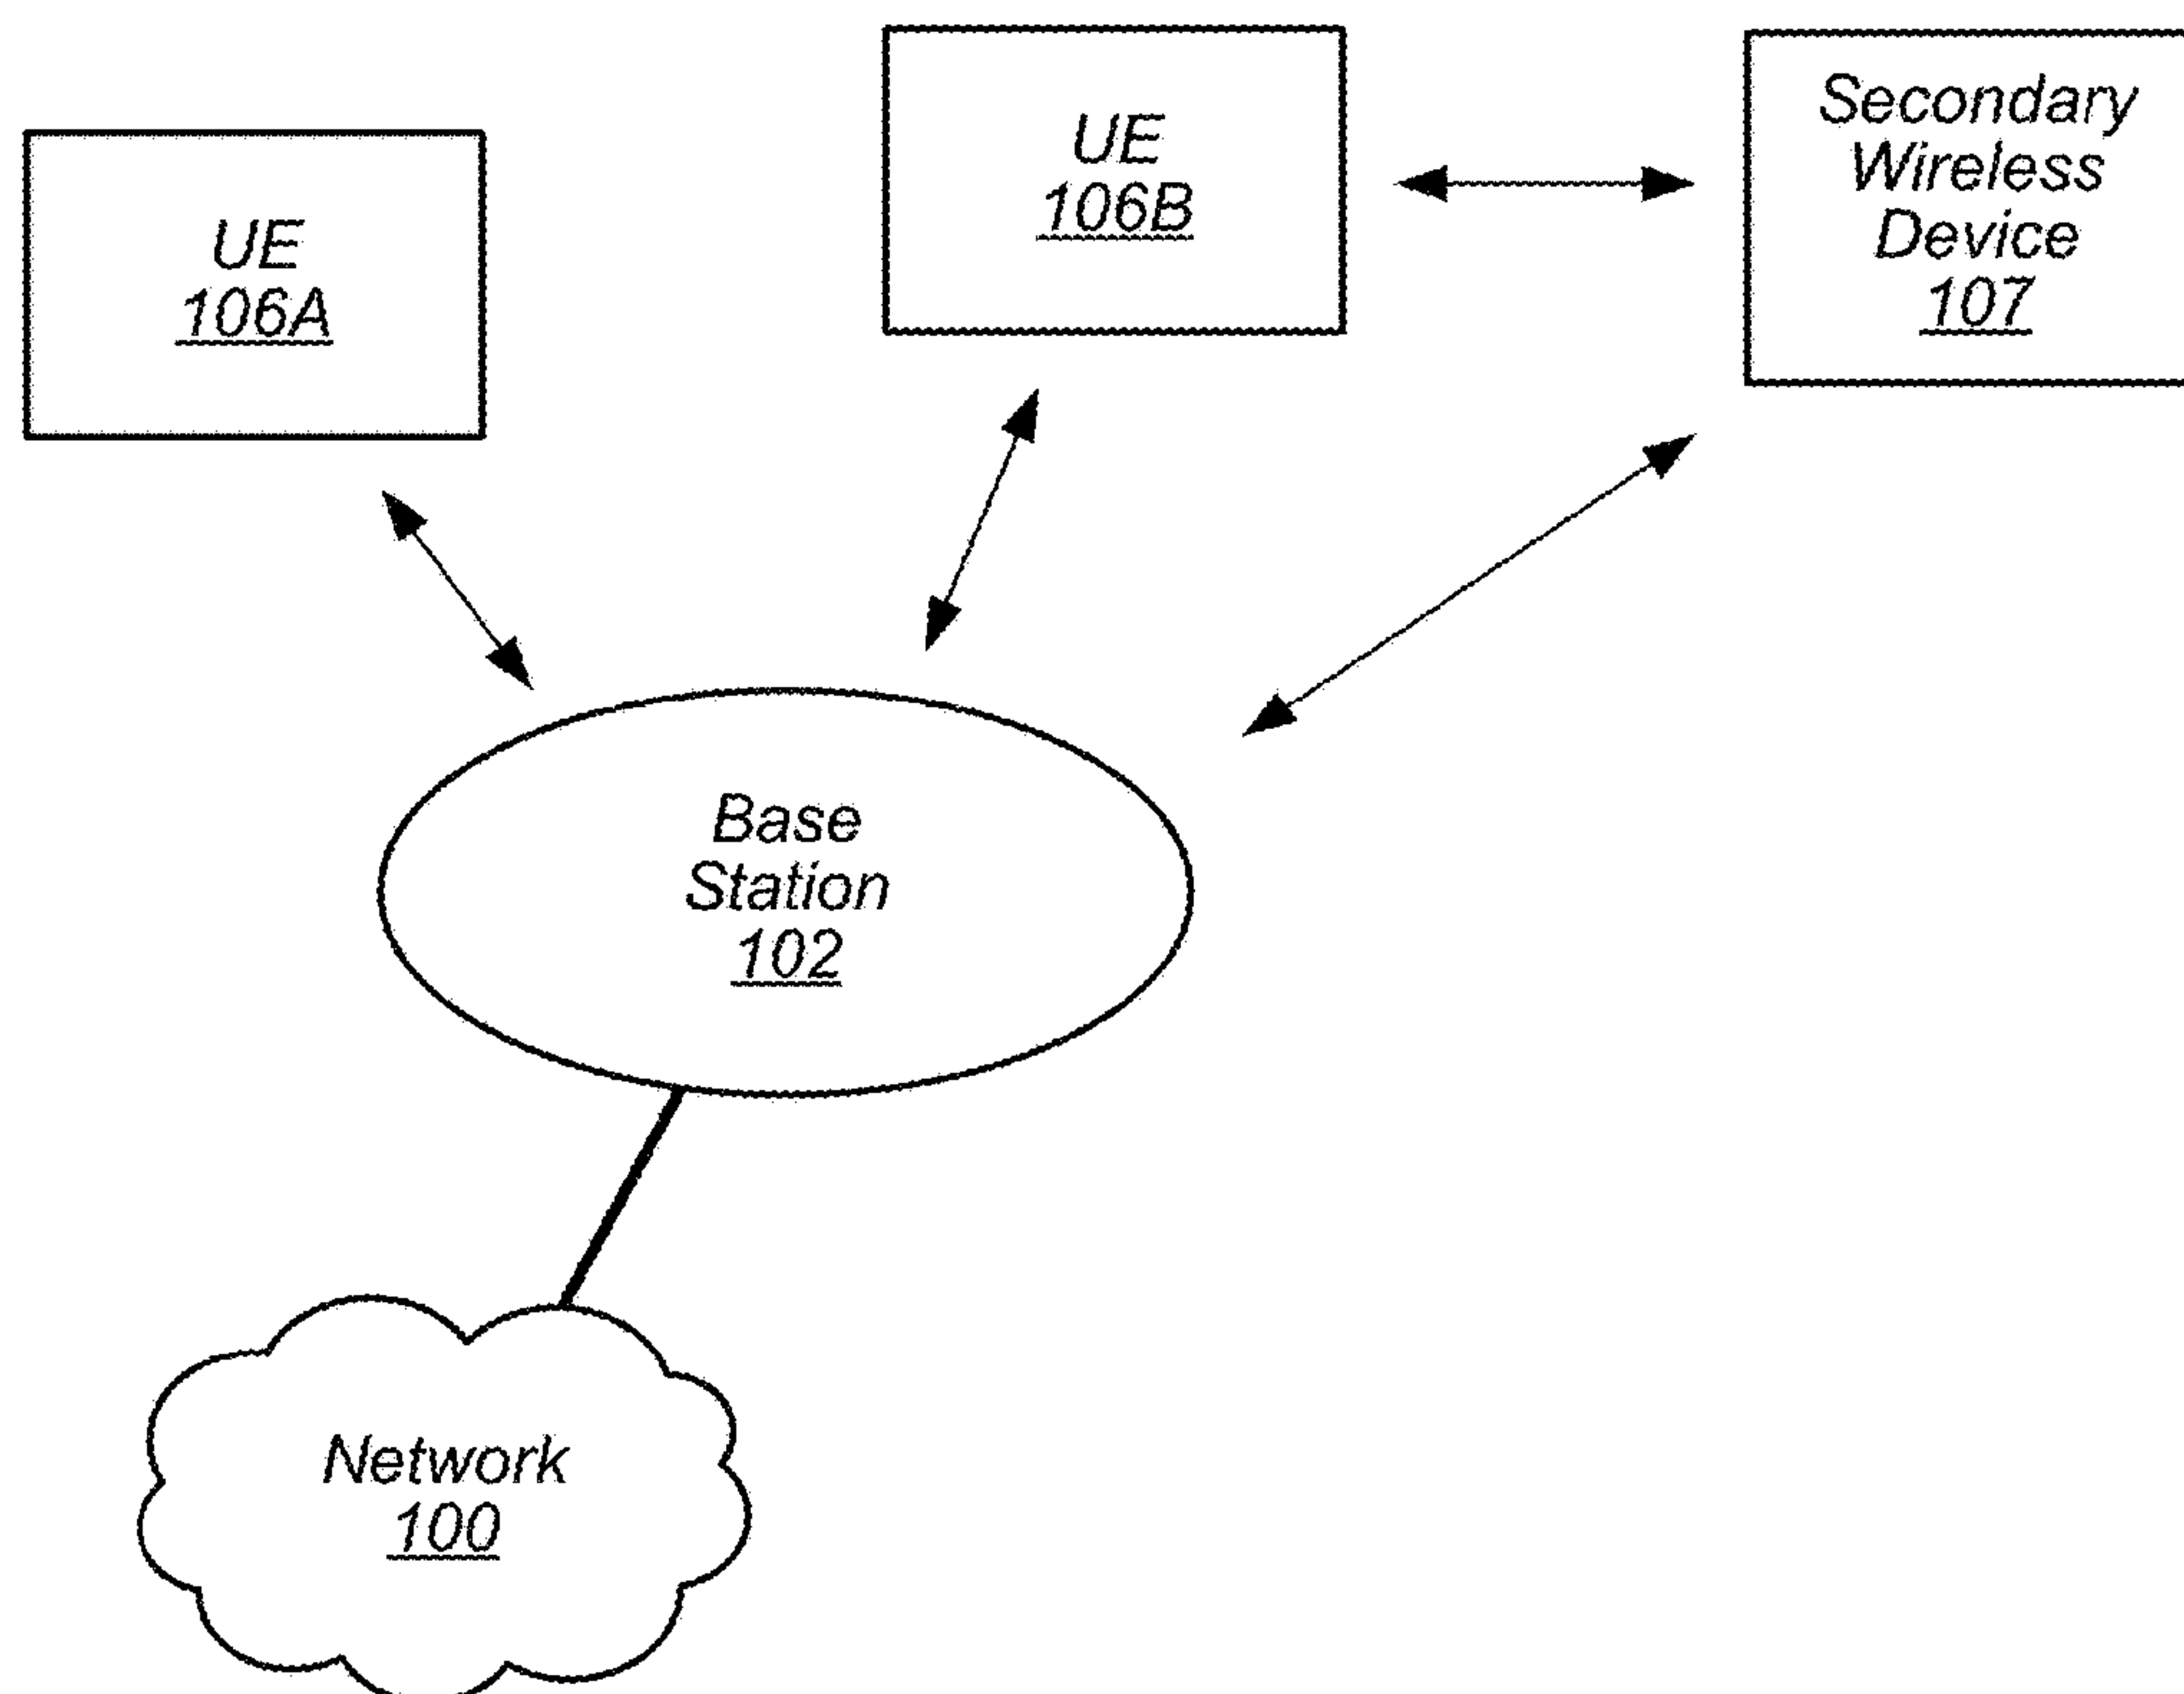 UE
106A
UE
106B
Secondary
Wireless
Device
107
Base
Station
102
Network
100